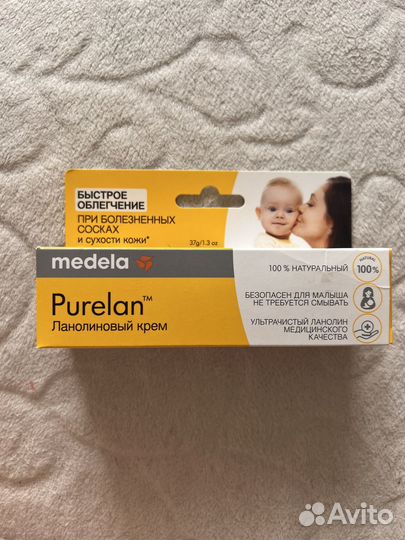 БЫСТРОЕ
ОБЛЕГЧЕНИЕ
ПРИ БОЛЕЗНЕННЫХ
СОСКАХ
И СУХОСТИ КОЖИ*
37g/1.3 oz
medela
Purelan™
Ланолиновый крем
100 % НАТУРАЛЬНЫЙ
NATURAL
100%
БЕЗОПАСЕН ДЛЯ МАЛЫША
НЕ ТРЕБУЕТСЯ СМЫВАТЬ
УЛЬТРАЧИСТЫЙ ЛАНОЛИН
МЕДИЦИНСКОГО
КАЧЕСТВА
Avito